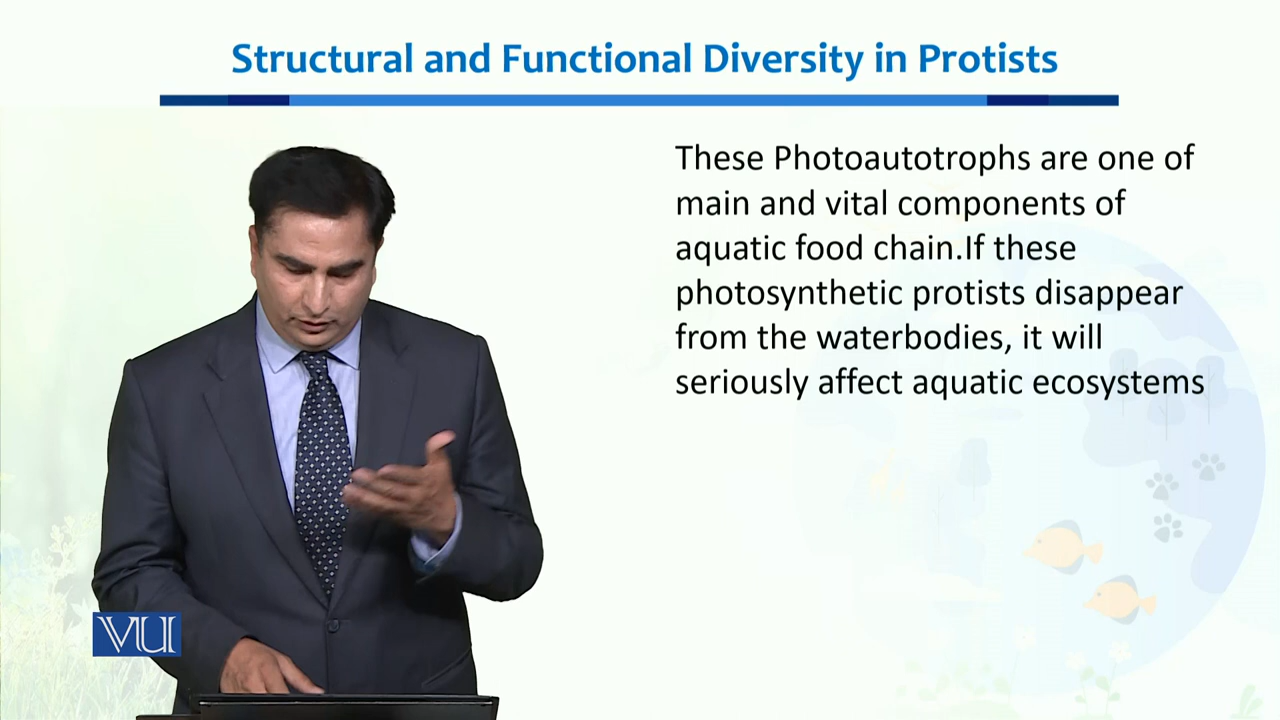 Structural and Functional Diversity in Protists
These Photoautotrophs are one of
main and vital components of
aquatic food chain.If these
photosynthetic protists disappear
from the waterbodies, it will
seriously affect aquatic ecosystems
VU